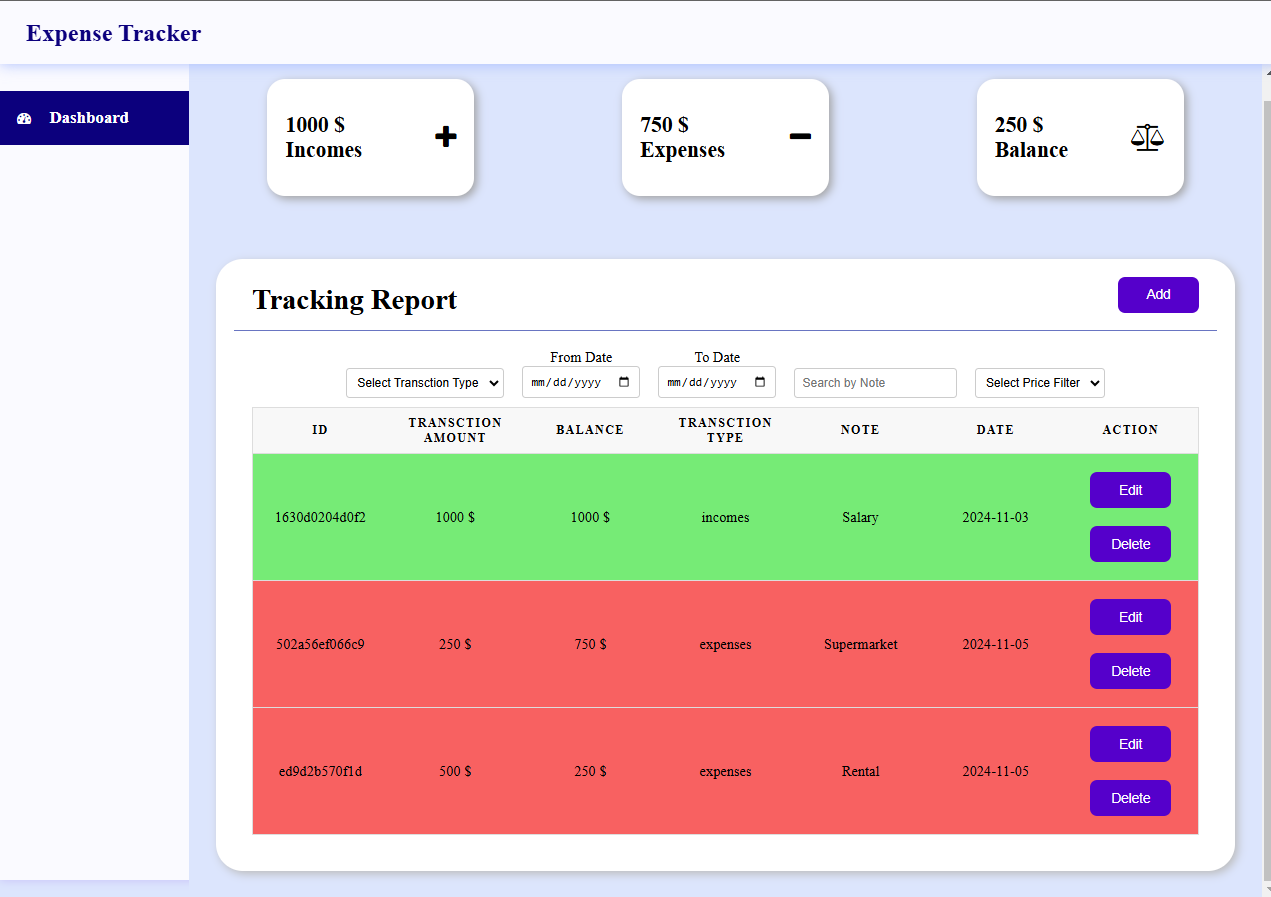 Expense Tracker
Dashboard
1000 $
Incomes
750 $
Expenses
250 $
Balance
Tracking Report
Add
From Date
To Date
Select Transction Type
mm/dd/yyyy
mm/dd/yyyy
Search by Note
Select Price Filter
ID
TRANSCTION
AMOUNT
BALANCE
TRANSCTION
TYPE
NOTE
DATE
ACTION
1630d0204d0f2
1000 $
1000 $
incomes
Salary
2024-11-03
Edit
Delete
502a56ef066c9
250 $
750 $
expenses
Supermarket
2024-11-05
Edit
Delete
ed9d2b570f1d
500 $
250 $
expenses
Rental
2024-11-05
Edit
Delete